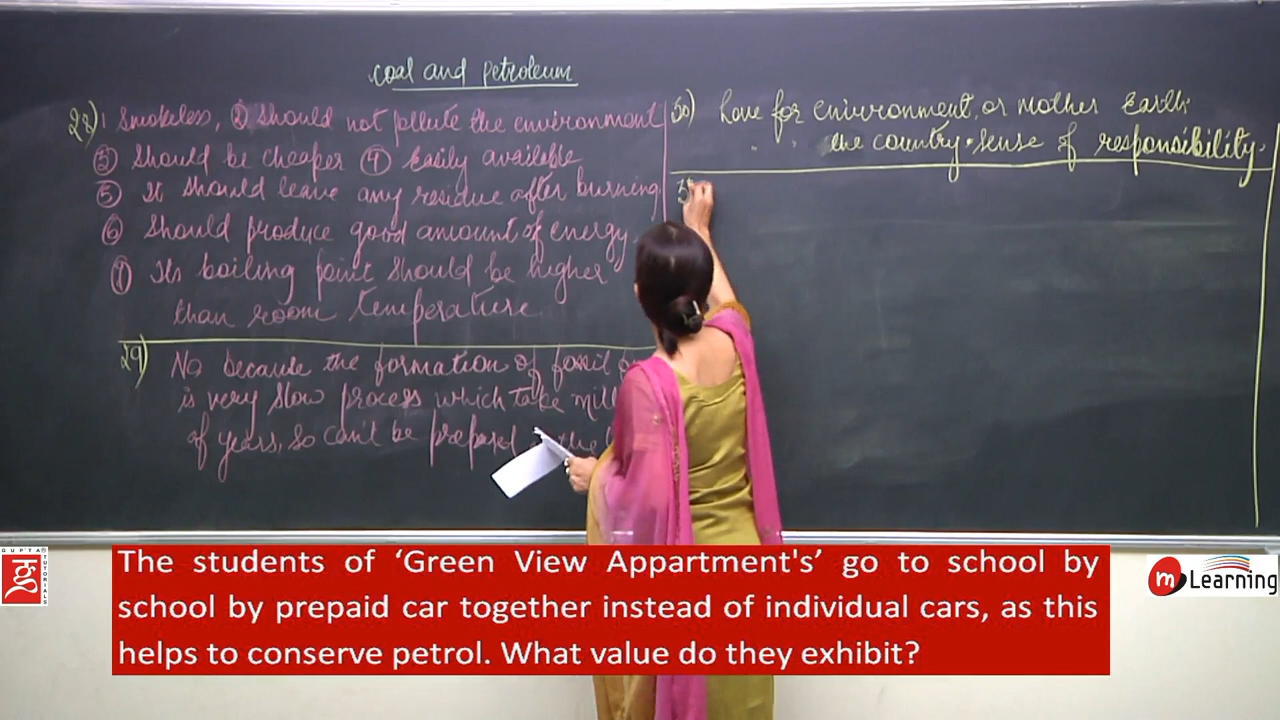 coal and petroleum
28) 1 Smokeless, ② Should not pollute the environment
③ Should be cheaper ④ Easily available
⑤ It should leave any residue after burning
⑥ Should produce good amount of energy
⑦ Its boiling point should be higher
than room temperature
29) No because the formation of fossil
is very slow process which take mill
of years, so can't be prepared the
30) Love for environment, or mother Earth
" " the country. sense of responsibility.
The students of ‘Green View Appartment's’ go to school by
school by prepaid car together instead of individual cars, as this
helps to conserve petrol. What value do they exhibit?
GUPTA
TUTORIALS
m Learning